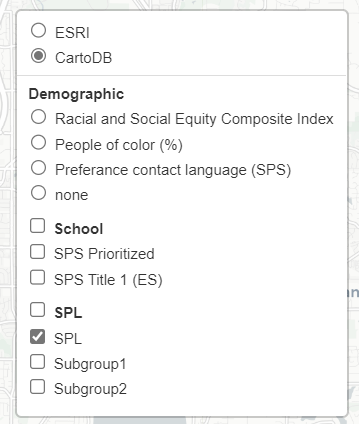 ESRI
CartoDB
Demographic
Racial and Social Equity Composite Index
People of color (%)
Preferance contact language (SPS)
none
School
SPS Prioritized
SPS Title 1 (ES)
SPL
SPL
Subgroup1
Subgroup2